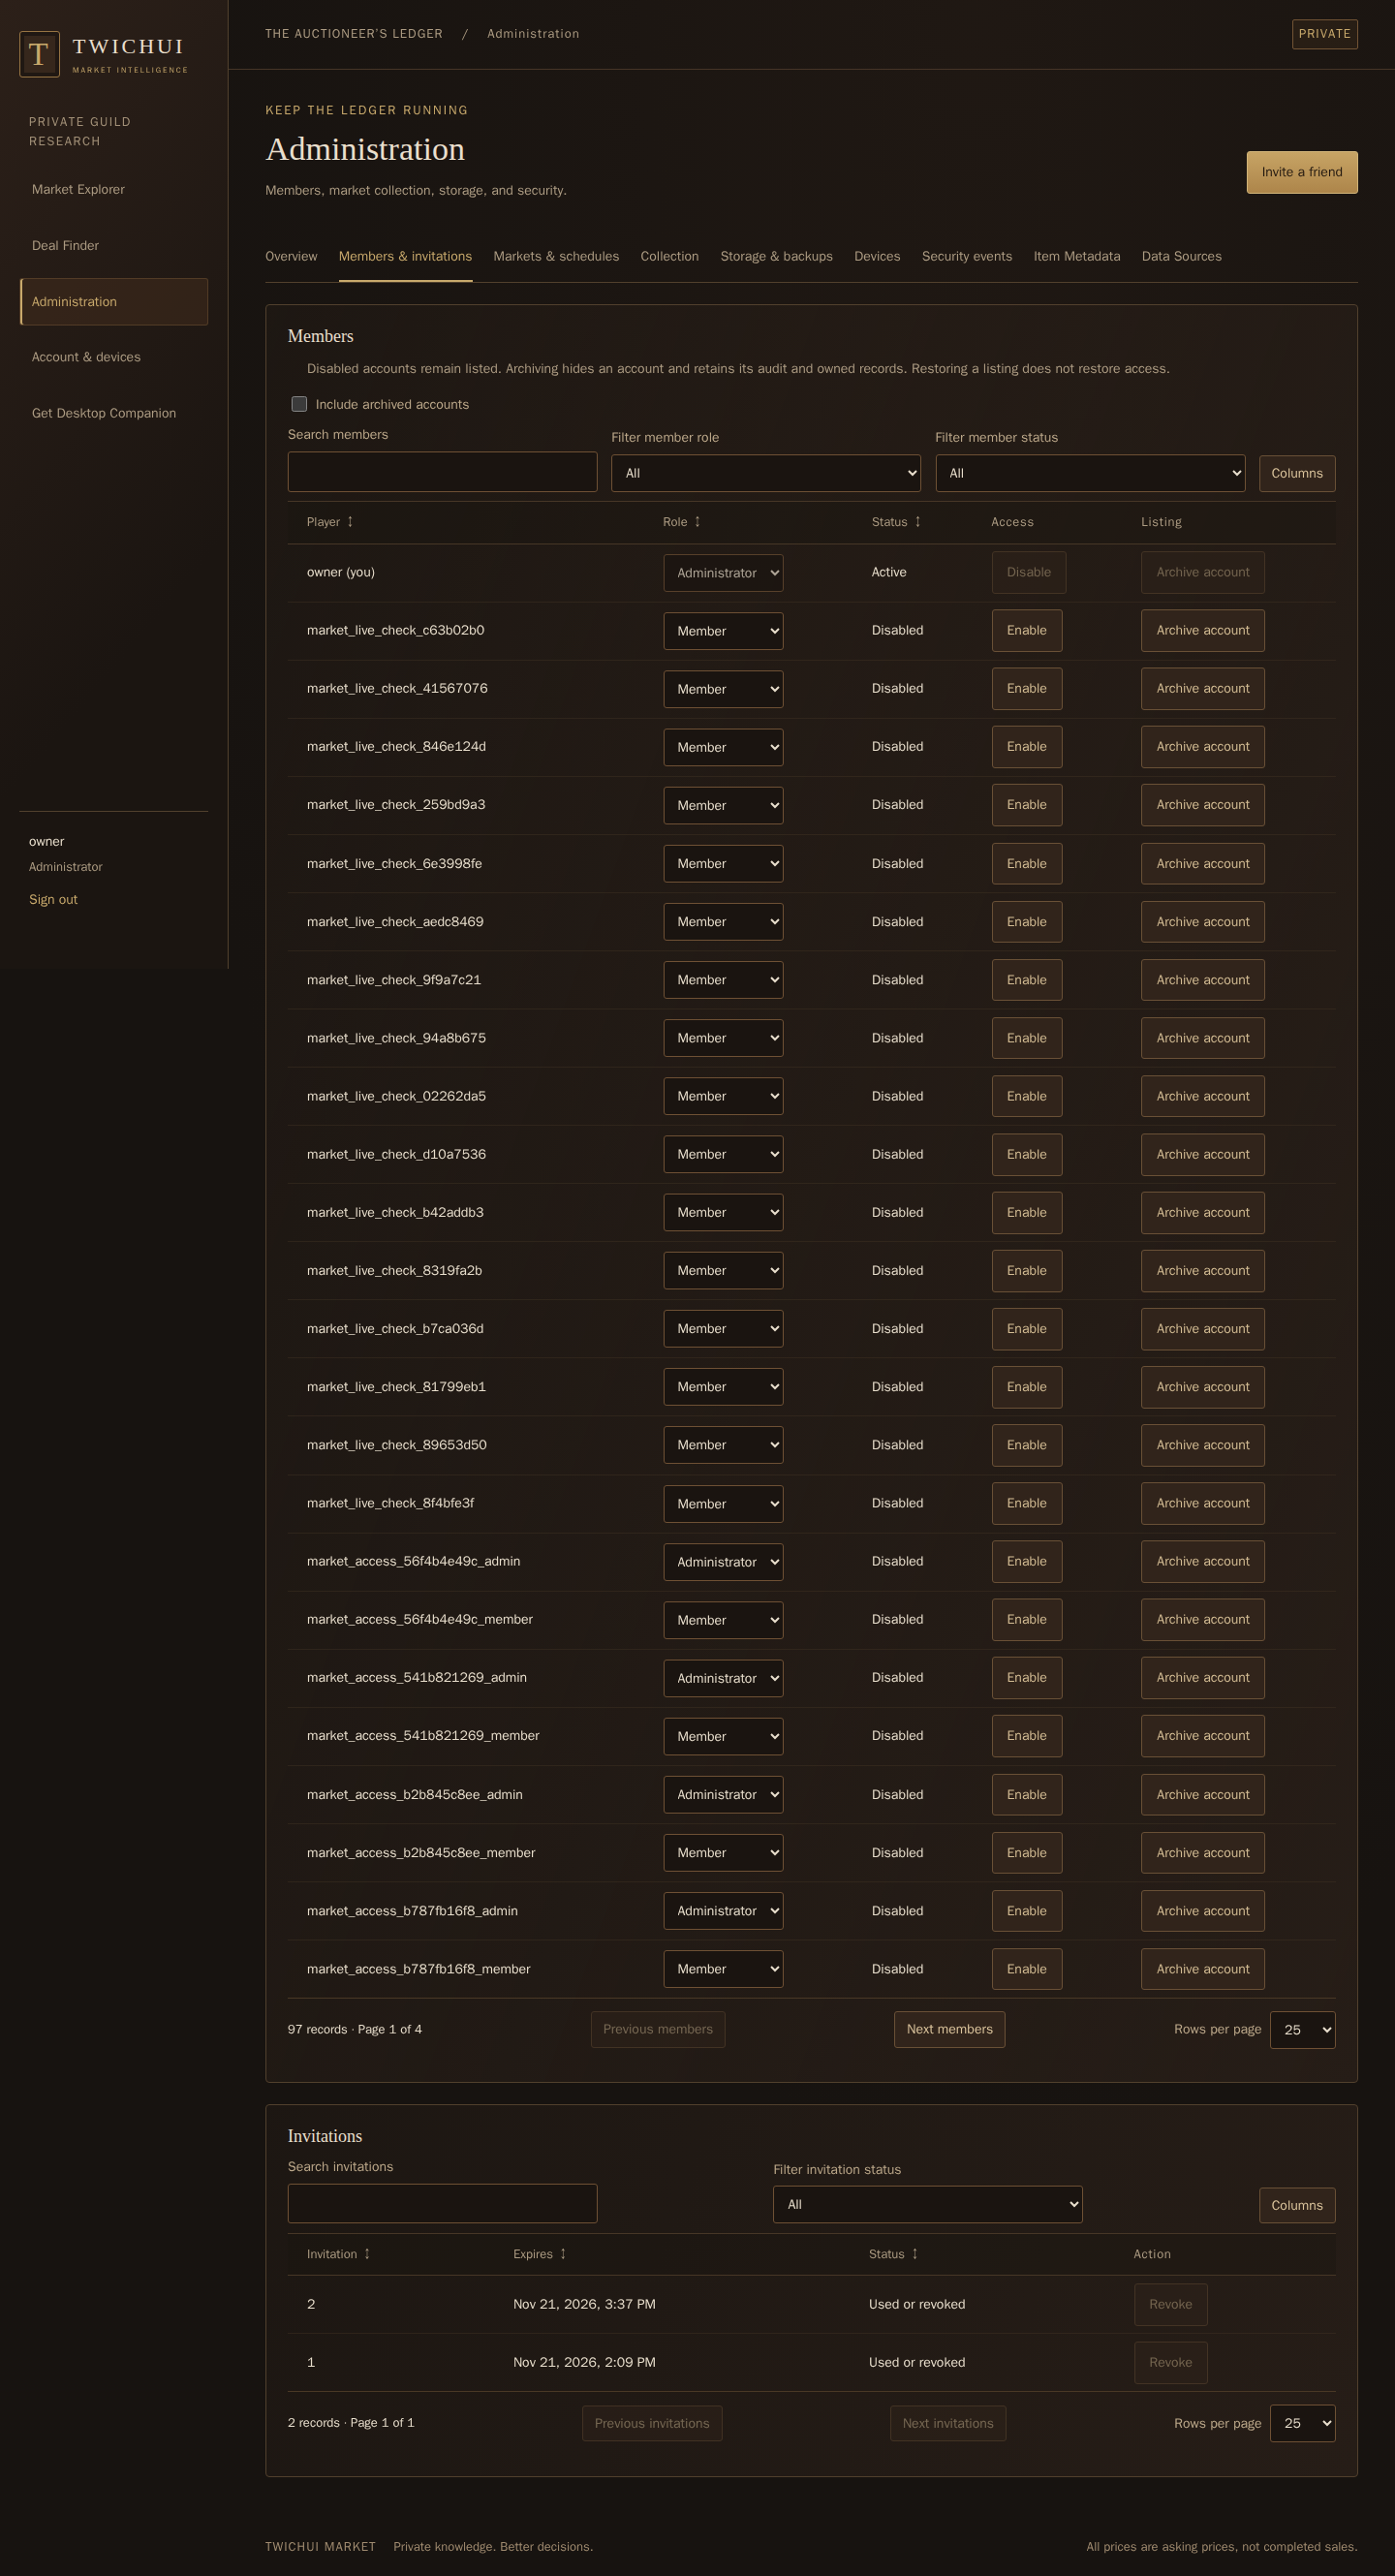 T
TWICHUI
MARKET INTELLIGENCE
PRIVATE GUILD
RESEARCH
Market Explorer
Deal Finder
Administration
Account & devices
Get Desktop Companion
owner
Administrator
Sign out
THE AUCTIONEER'S LEDGER / Administration
PRIVATE
KEEP THE LEDGER RUNNING
Administration
Members, market collection, storage, and security.
Invite a friend
Overview Members & invitations Markets & schedules Collection Storage & backups Devices Security events Item Metadata Data Sources
Members
Disabled accounts remain listed. Archiving hides an account and retains its audit and owned records. Restoring a listing does not restore access.
Include archived accounts
Search members Filter member role Filter member status
All All Columns
Player ↕ Role ↕ Status ↕ Access Listing
owner (you) Administrator Active Disable Archive account
market_live_check_c63b02b0 Member Disabled Enable Archive account
market_live_check_41567076 Member Disabled Enable Archive account
market_live_check_846e124d Member Disabled Enable Archive account
market_live_check_259bd9a3 Member Disabled Enable Archive account
market_live_check_6e3998fe Member Disabled Enable Archive account
market_live_check_aedc8469 Member Disabled Enable Archive account
market_live_check_9f9a7c21 Member Disabled Enable Archive account
market_live_check_94a8b675 Member Disabled Enable Archive account
market_live_check_02262da5 Member Disabled Enable Archive account
market_live_check_d10a7536 Member Disabled Enable Archive account
market_live_check_b42addb3 Member Disabled Enable Archive account
market_live_check_8319fa2b Member Disabled Enable Archive account
market_live_check_b7ca036d Member Disabled Enable Archive account
market_live_check_81799eb1 Member Disabled Enable Archive account
market_live_check_89653d50 Member Disabled Enable Archive account
market_live_check_8f4bfe3f Member Disabled Enable Archive account
market_access_56f4b4e49c_admin Administrator Disabled Enable Archive account
market_access_56f4b4e49c_member Member Disabled Enable Archive account
market_access_541b821269_admin Administrator Disabled Enable Archive account
market_access_541b821269_member Member Disabled Enable Archive account
market_access_b2b845c8ee_admin Administrator Disabled Enable Archive account
market_access_b2b845c8ee_member Member Disabled Enable Archive account
market_access_b787fb16f8_admin Administrator Disabled Enable Archive account
market_access_b787fb16f8_member Member Disabled Enable Archive account
97 records · Page 1 of 4 Previous members Next members Rows per page 25
Invitations
Search invitations Filter invitation status
All Columns
Invitation ↕ Expires ↕ Status ↕ Action
2 Nov 21, 2026, 3:37 PM Used or revoked Revoke
1 Nov 21, 2026, 2:09 PM Used or revoked Revoke
2 records · Page 1 of 1 Previous invitations Next invitations Rows per page 25
TWICHUI MARKET Private knowledge. Better decisions. All prices are asking prices, not completed sales.